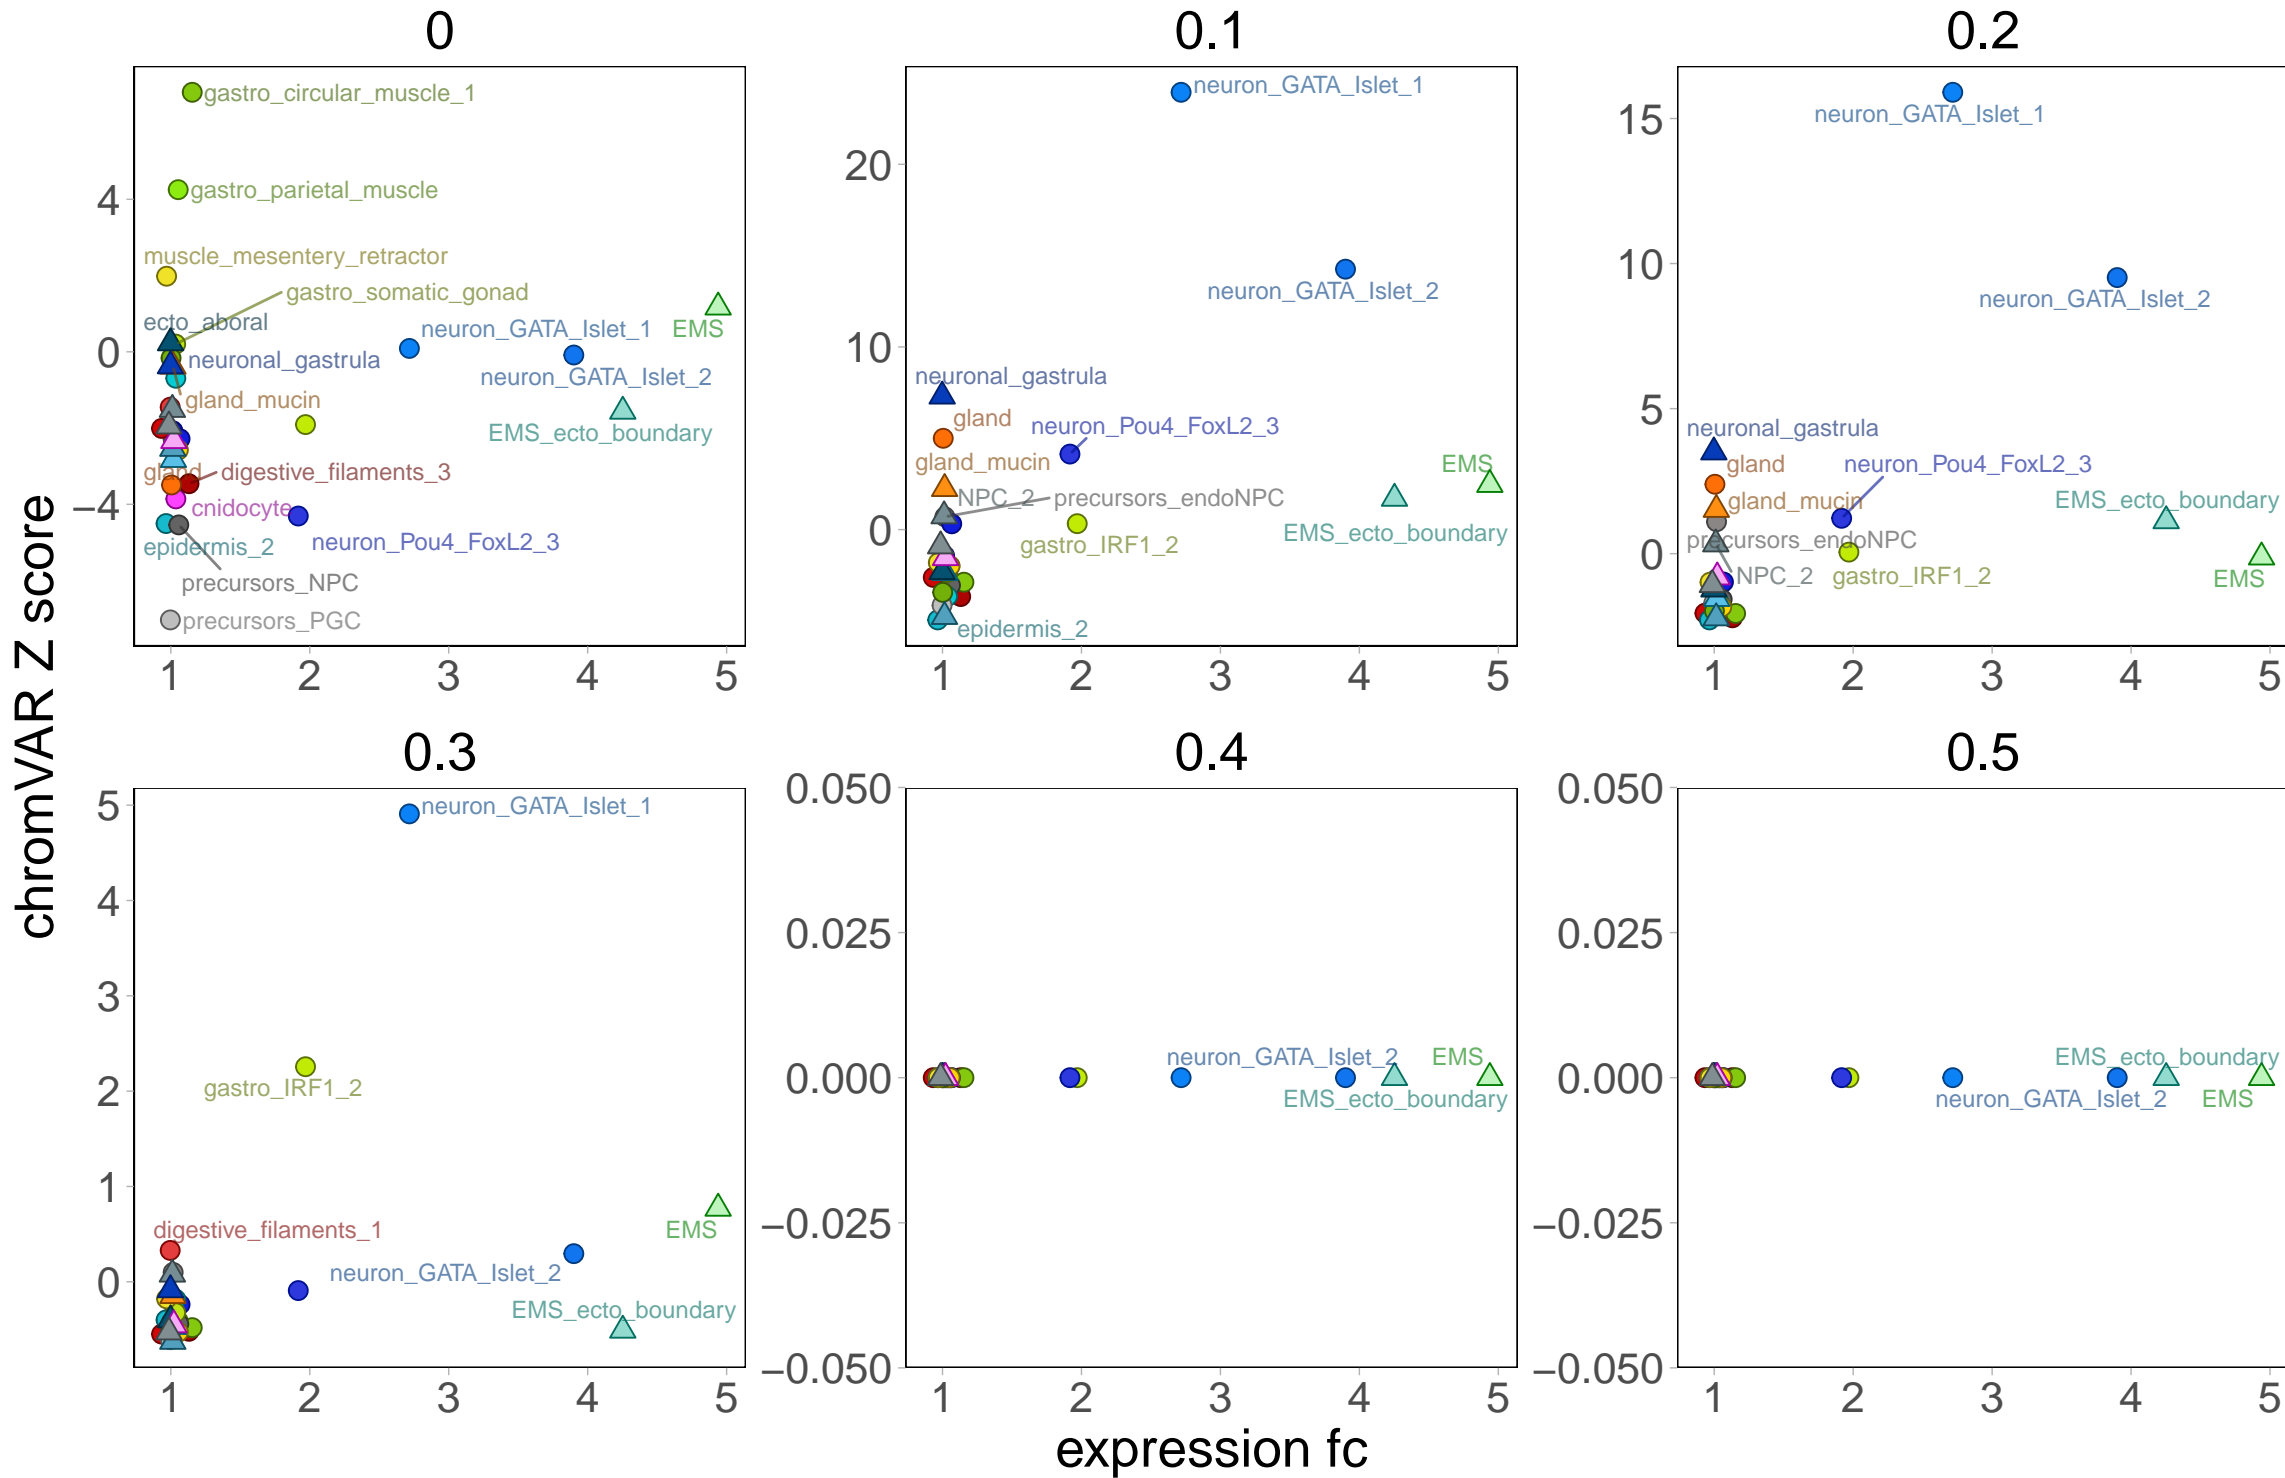 0
0.1
0.2
gastro_circular_muscle_1
gastro_parietal_muscle
muscle_mesentery_retractor
gastro_somatic_gonad
ecto_aboral
neuron_GATA_Islet_1
EMS
neuronal_gastrula
neuron_GATA_Islet_2
gland_mucin
EMS_ecto_boundary
gland
digestive_filaments_3
cnidocyte
neuron_Pou4_FoxL2_3
epidermis_2
precursors_NPC
precursors_PGC
4
0
−4
1
2
3
4
5
neuron_GATA_Islet_1
neuron_GATA_Islet_2
neuronal_gastrula
gland
neuron_Pou4_FoxL2_3
gland_mucin
EMS
NPC_2
precursors_endoNPC
EMS_ecto_boundary
gastro_IRF1_2
epidermis_2
20
10
0
1
2
3
4
5
neuron_GATA_Islet_1
neuron_GATA_Islet_2
neuronal_gastrula
gland
neuron_Pou4_FoxL2_3
gland_mucin
EMS_ecto_boundary
precursors_endoNPC
NPC_2
gastro_IRF1_2
EMS
15
10
5
0
1
2
3
4
5
0.3
0.4
0.5
neuron_GATA_Islet_1
gastro_IRF1_2
digestive_filaments_1
EMS
neuron_GATA_Islet_2
EMS_ecto_boundary
5
4
3
2
1
0
1
2
3
4
5
neuron_GATA_Islet_2
EMS
EMS_ecto_boundary
0.050
0.025
0.000
−0.025
−0.050
1
2
3
4
5
EMS_ecto_boundary
neuron_GATA_Islet_2
EMS
0.050
0.025
0.000
−0.025
−0.050
1
2
3
4
5
expression fc
chromVAR Z score